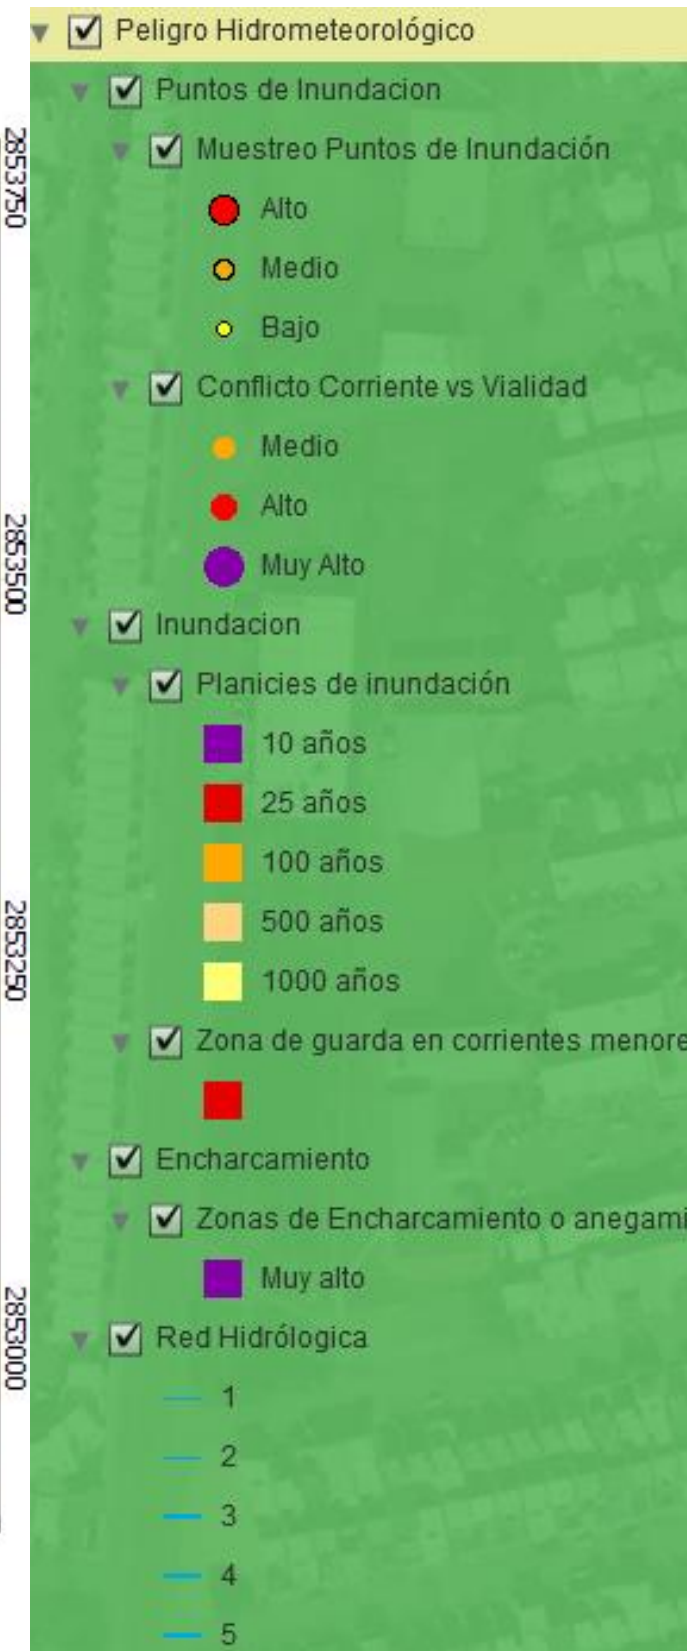 Peligro Hidrometeorológico
Puntos de Inundacion
Muestreo Puntos de Inundación
Alto
Medio
Bajo
Conflicto Corriente vs Vialidad
Medio
Alto
Muy Alto
Inundacion
Planicies de inundación
10 años
25 años
100 años
500 años
1000 años
Zona de guarda en corrientes menore
Encharcamiento
Zonas de Encharcamiento o anegami
Muy alto
Red Hidrólogica
1
2
3
4
5
2853750
2853500
2853250
2853000